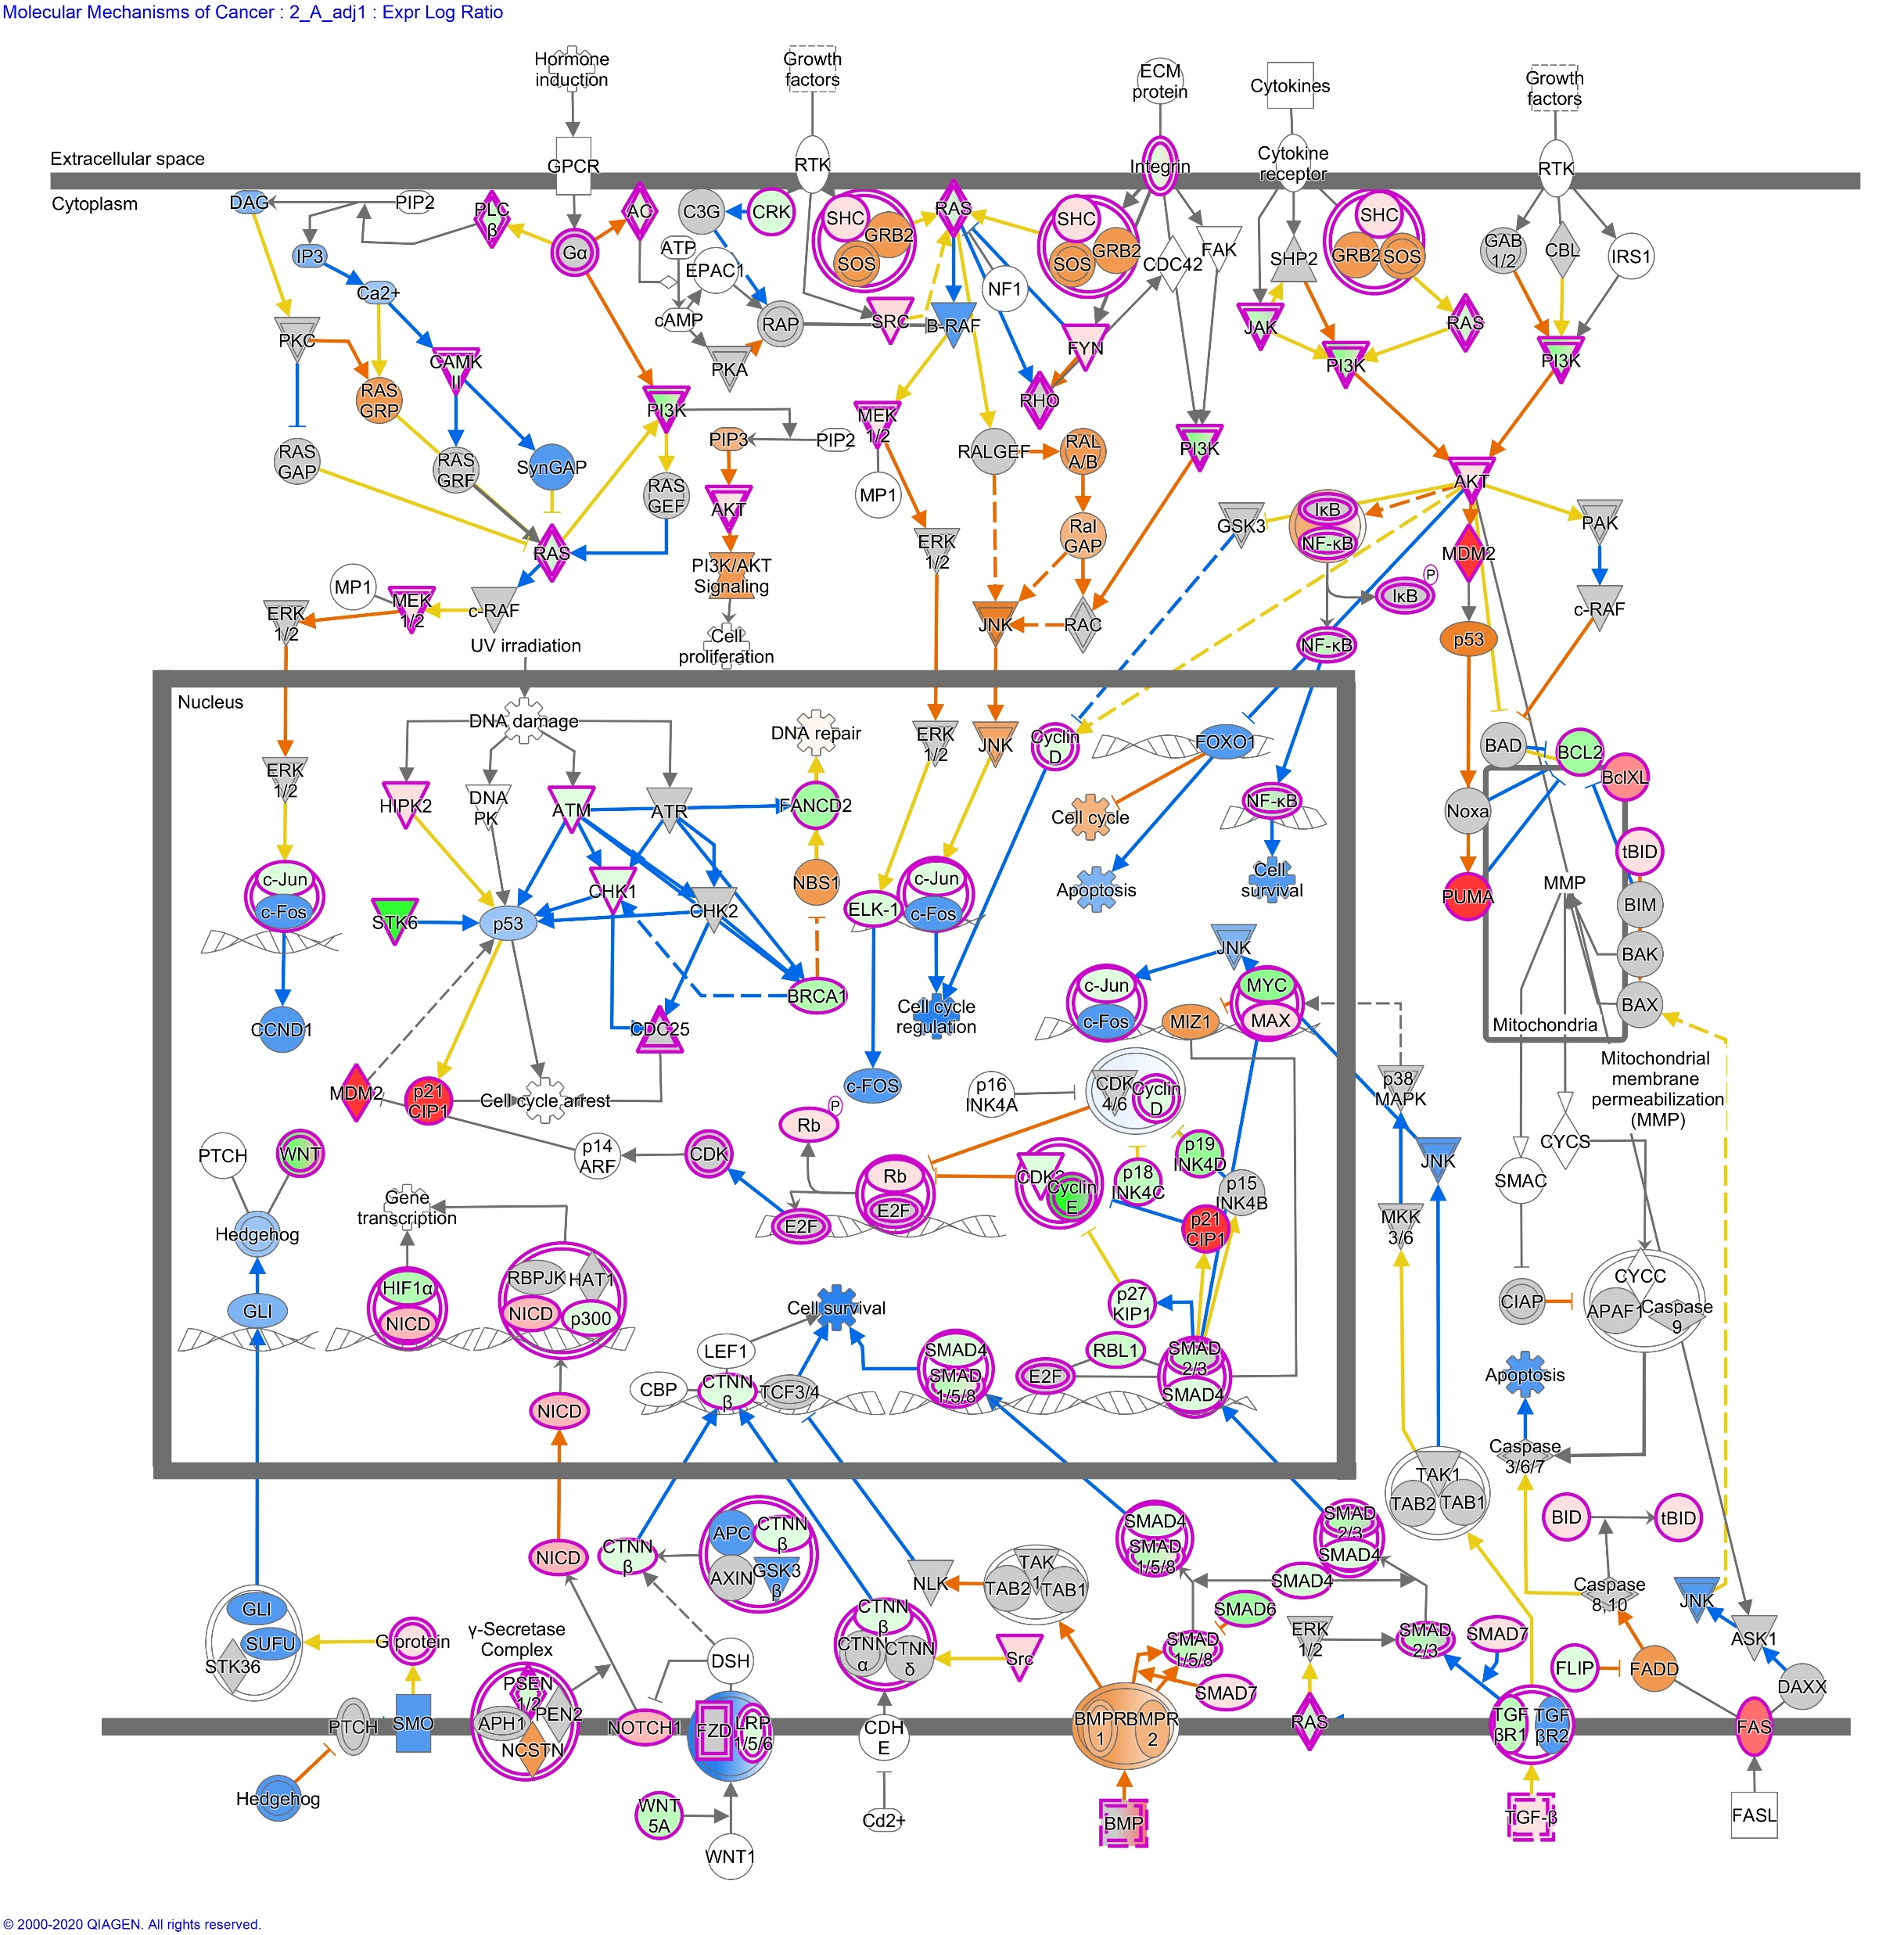 Molecular Mechanisms of Cancer : 2_A_adj1 : Expr Log Ratio
Hormone
induction
Growth
factors
ECM
protein
Cytokines
Growth
factors
Extracellular space
GPCR
RTK
Integrin
Cytokine
receptor
RTK
Cytoplasm
DAG
PIP2
PLC
β
AC
C3G
CRK
SHC
GRB2
SOS
RAS
SHC
GRB2
SOS
SHC
GRB2
SOS
Gα
IP3
ATP
EPAC1
NF1
CDC42
FAK
SHP2
GAB
1/2
CBL
IRS1
Ca2+
cAMP
RAP
SRC
B-RAF
FYN
JAK
RAS
PKC
CAMK
II
PKA
PI3K
PI3K
RAS
GRP
PI3K
MEK
1/2
RHO
RAS
GAP
RAS
GRF
SynGAP
PIP3
PIP2
RALGEF
RAL
A/B
PI3K
RAS
GEF
AKT
MP1
AKT
GSK3
IκB
NF-κB
PAK
RAS
ERK
1/2
Ral
GAP
MDM2
PI3K/AKT
Signaling
P
IκB
MP1
MEK
1/2
c-RAF
ERK
1/2
JNK
RAC
c-RAF
p53
UV irradiation
Cell
proliferation
NF-κB
Nucleus
DNA damage
DNA repair
ERK
1/2
JNK
Cyclin
D
FOXO1
BAD
BCL2
BclXL
ERK
1/2
HIPK2
DNA
PK
ATM
ATR
FANCD2
NF-κB
Cell cycle
Noxa
tBID
c-Jun
c-Fos
STK6
p53
CHK1
CHK2
NBS1
c-Jun
ELK-1
c-Fos
Apoptosis
Cell
survival
MMP
PUMA
BIM
JNK
BAK
BRCA1
c-Jun
c-Fos
MYC
MAX
MIZ1
BAX
CCND1
CDC25
Cell cycle
regulation
Mitochondria
Mitochondrial
membrane
permeabilization
(MMP)
MDM2
p21
CIP1
Cell cycle arrest
c-FOS
p16
INK4A
CDK
4/6
Cyclin
D
p38
MAPK
P
Rb
PTCH
WNT
p14
ARF
CDK
p19
INK4D
CYCS
JNK
SMAC
Rb
E2F
CDK2
Cyclin
E
p18
INK4C
p15
INK4B
Gene
transcription
Hedgehog
E2F
p21
CIP1
MKK
3/6
HIF1α
NICD
RBPJK
HAT1
NICD
p300
GLI
Cell survival
p27
KIP1
CIAP
CYCC
APAF1
Caspase
9
LEF1
SMAD4
SMAD
1/5/8
RBL1
SMAD
2/3
SMAD4
E2F
CBP
CTNN
β
TCF3/4
Apoptosis
NICD
Caspase
3/6/7
TAK1
TAB2
TAB1
BID
tBID
NICD
CTNN
β
APC
CTNN
β
AXIN
GSK3
β
NLK
TAK
1
TAB2
TAB1
SMAD4
SMAD
1/5/8
SMAD
2/3
SMAD4
SMAD4
Caspase
8,10
JNK
GLI
SUFU
STK36
G protein
γ-Secretase
Complex
CTNN
β
CTNN
α
CTNN
δ
Src
SMAD6
SMAD
1/5/8
ERK
1/2
SMAD
2/3
SMAD7
ASK1
DSH
FLIP
FADD
DAXX
PSEN
1/2
PEN2
APH1
NCSTN
SMAD7
PTCH
SMO
NOTCH1
FZD
LRP
1/5/6
CDH
E
BMPR
1
BMPR
2
RAS
TGF
βR1
TGF
βR2
FAS
Hedgehog
WNT
5A
Cd2+
BMP
TGF-β
FASL
WNT1
© 2000-2020 QIAGEN. All rights reserved.